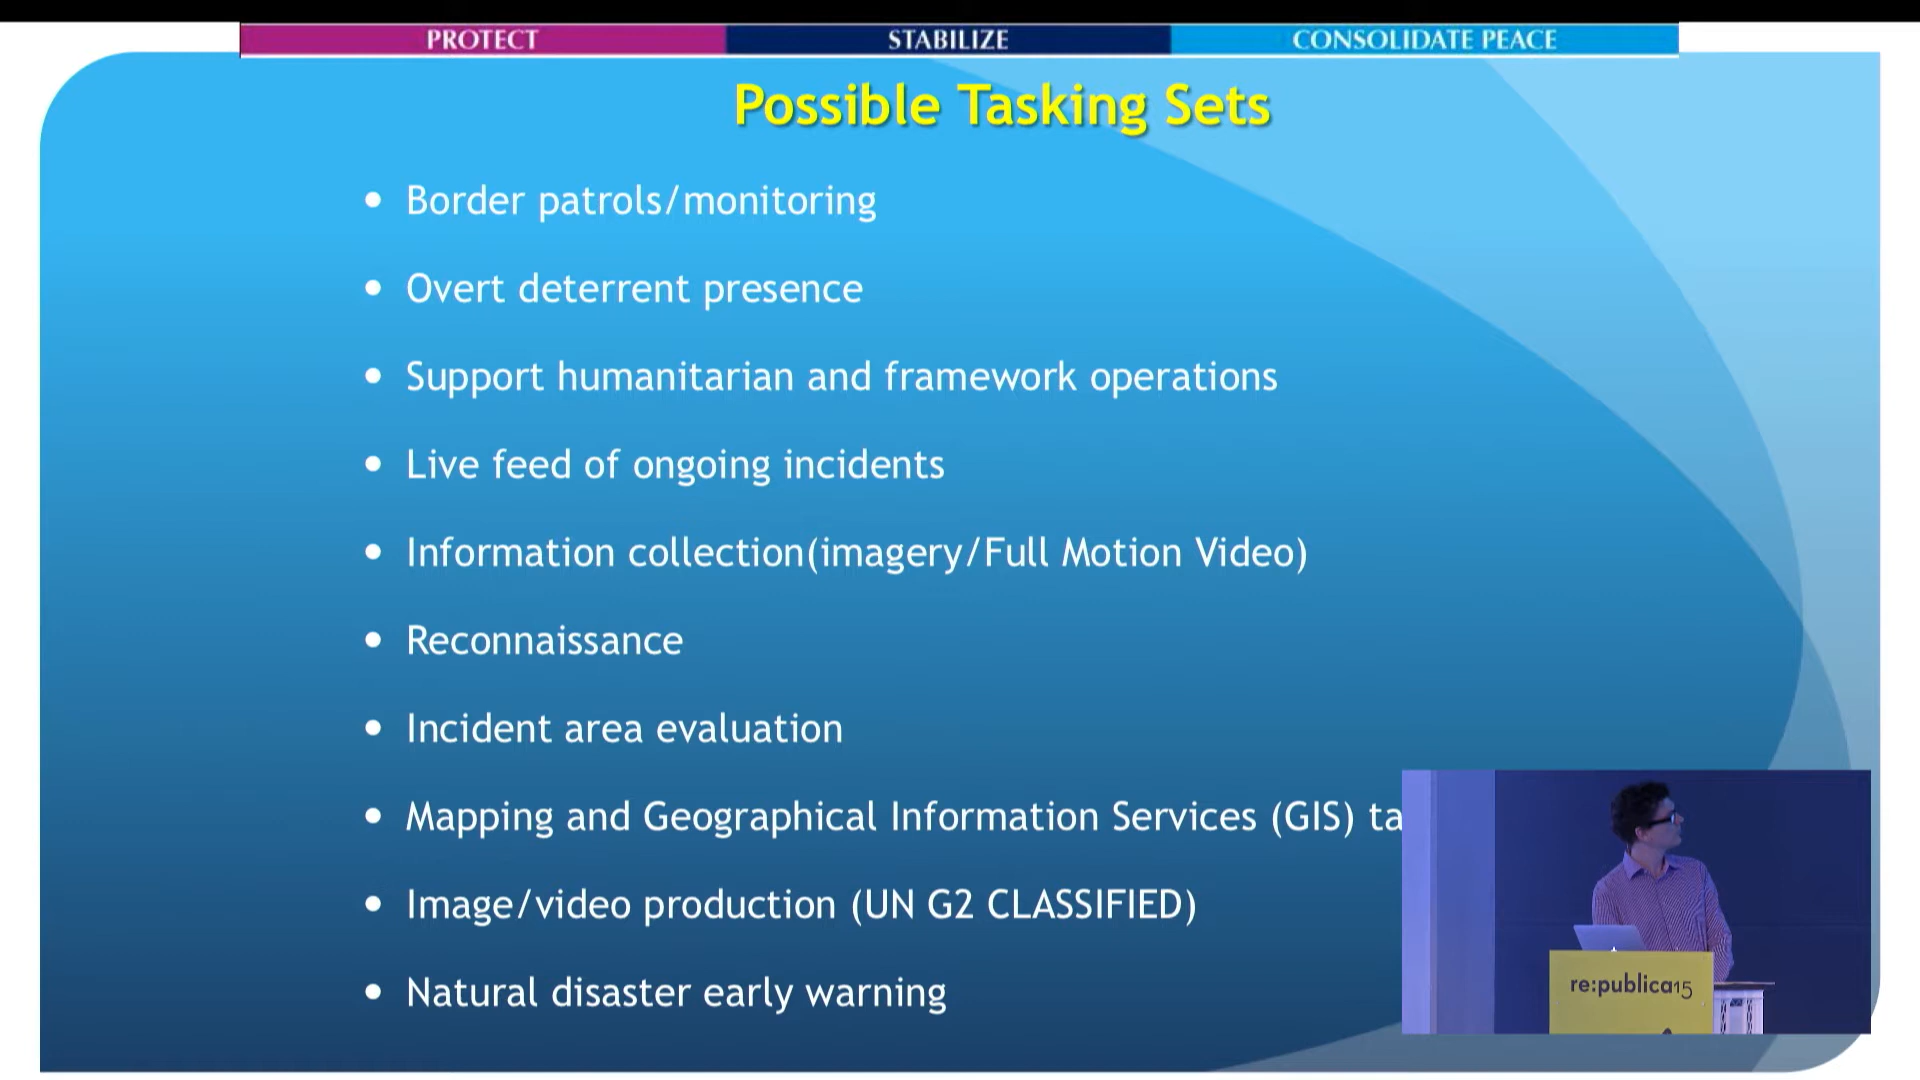 PROTECT STABILIZE CONSOLIDATE PEACE
Possible Tasking Sets
• Border patrols/monitoring
• Overt deterrent presence
• Support humanitarian and framework operations
• Live feed of ongoing incidents
• Information collection(imagery/Full Motion Video)
• Reconnaissance
• Incident area evaluation
• Mapping and Geographical Information Services (GIS)
• Image/video production (UN G2 CLASSIFIED)
• Natural disaster early warning
re:publica15